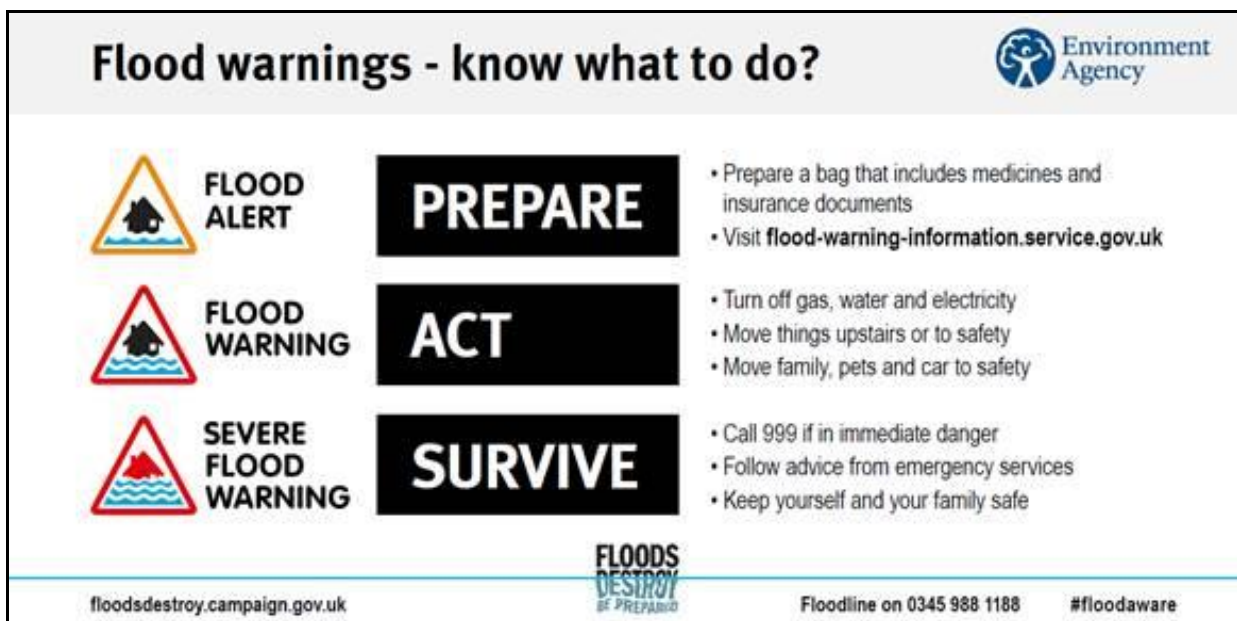 Flood warnings - know what to do?
Environment
Agency
FLOOD
ALERT
PREPARE
• Prepare a bag that includes medicines and
insurance documents
• Visit flood-warning-information.service.gov.uk
FLOOD
WARNING
ACT
• Turn off gas, water and electricity
• Move things upstairs or to safety
• Move family, pets and car to safety
SEVERE
FLOOD
WARNING
SURVIVE
• Call 999 if in immediate danger
• Follow advice from emergency services
• Keep yourself and your family safe
floodsdestroy.campaign.gov.uk
FLOODS
DESTROY
BE PREPARED
Floodline on 0345 988 1188
#floodaware